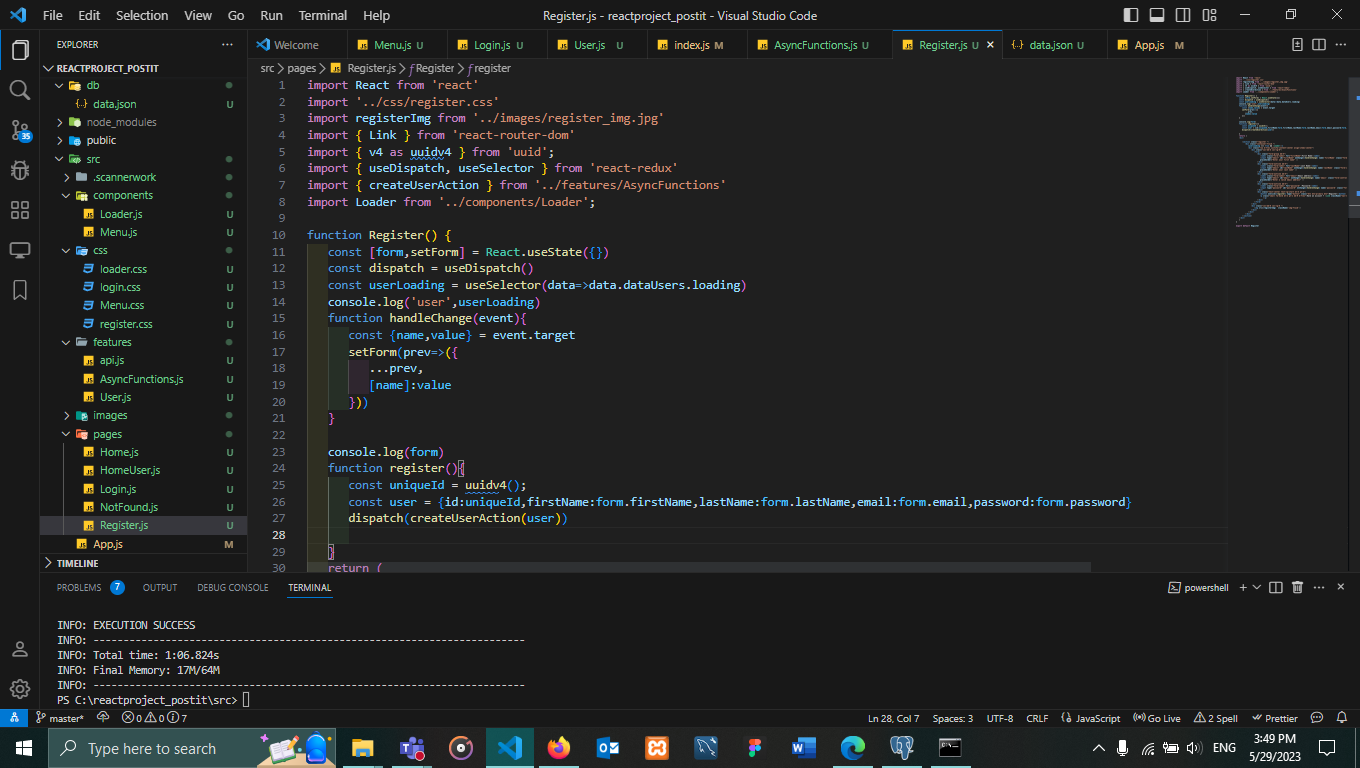 File Edit Selection View Go Run Terminal Help
Register.js - reactproject_postit - Visual Studio Code
EXPLORER
Welcome
Menu.js U
Login.js U
User.js U
index.js M
AsyncFunctions.js U
Register.js U
data.json U
App.js M
REACTPROJECT_POSTIT
db
data.json U
node_modules
public
src
.scannerwork
components
Loader.js U
Menu.js U
css
loader.css U
login.css U
Menu.css U
register.css U
features
api.js U
AsyncFunctions.js U
User.js U
images
pages
Home.js U
HomeUser.js U
Login.js U
NotFound.js U
Register.js U
App.js M
TIMELINE
src > pages > Register.js > Register > register
1 import React from 'react'
2 import '../css/register.css'
3 import registerImg from '../images/register_img.jpg'
4 import { Link } from 'react-router-dom'
5 import { v4 as uuidv4 } from 'uuid';
6 import { useDispatch, useSelector } from 'react-redux'
7 import { createUserAction } from '../features/AsyncFunctions'
8 import Loader from '../components/Loader';
9
10 function Register() {
11 const [form,setForm] = React.useState({})
12 const dispatch = useDispatch()
13 const userLoading = useSelector(data=>data.dataUsers.loading)
14 console.log('user',userLoading)
15 function handleChange(event){
16 const {name,value} = event.target
17 setForm(prev=>({
18 ...prev,
19 [name]:value
20 }))
21 }
22
23 console.log(form)
24 function register(){
25 const uniqueId = uuidv4();
26 const user = {id:uniqueId,firstName:form.firstName,lastName:form.lastName,email:form.email,password:form.password}
27 dispatch(createUserAction(user))
28
29 }
30 return (
PROBLEMS 7 OUTPUT DEBUG CONSOLE TERMINAL
powershell
INFO: EXECUTION SUCCESS
INFO: ------------------------------------------------------------------------
INFO: Total time: 1:06.824s
INFO: Final Memory: 17M/64M
INFO: ------------------------------------------------------------------------
PS C:\reactproject_postit\src>
35
master* 0 0 7
Ln 28, Col 7 Spaces: 3 UTF-8 CRLF JavaScript Go Live 2 Spell Prettier
Type here to search
ENG
3:49 PM
5/29/2023